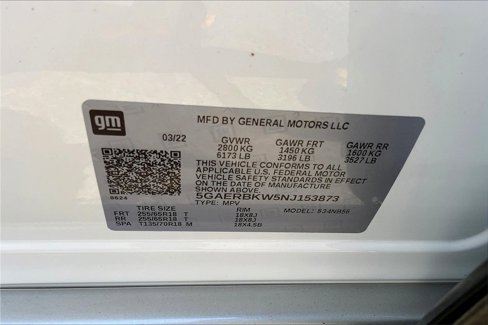 gm
MFD BY GENERAL MOTORS LLC
03/22 GVWR GAWR FRT GAWR RR
2800 KG 1450 KG 1600 KG
6173 LB 3196 LB 3527 LB
THIS VEHICLE CONFORMS TO ALL
APPLICABLE U.S. FEDERAL MOTOR
VEHICLE SAFETY STANDARDS IN
EFFECT ON THE DATE OF
MANUFACTURE SHOWN ABOVE.
5GAERBKW5NJ153873
8624 TYPE: MPV MODEL:
TIRE SIZE RIM
FRT 255/65R18 T 18X8J
RR 255/65R18 T 18X8J
SPA T135/70R18 M 18X4.5B